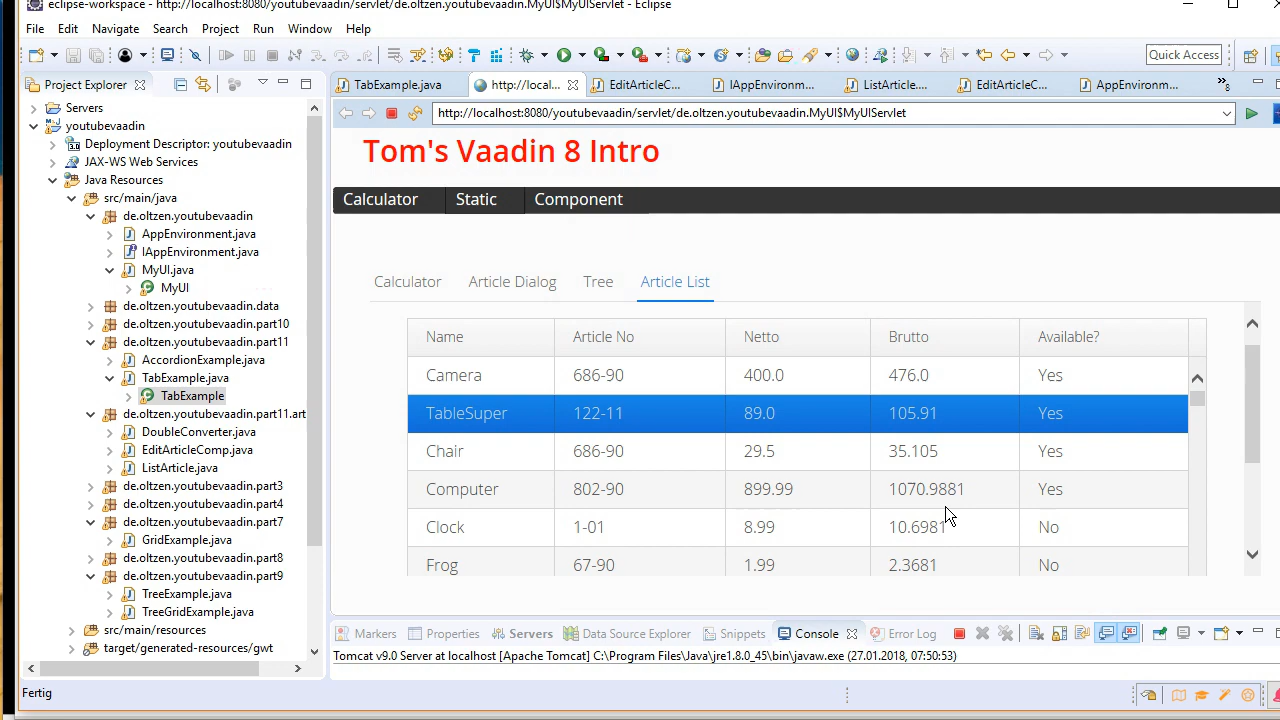 eclipse-workspace - http://localhost:8080/youtubevaadin/servlet/de.oltzen.youtubevaadin.MyUI$MyUIServlet - Eclipse
File Edit Navigate Search Project Run Window Help
Quick Access
Project Explorer
Servers
youtubevaadin
Deployment Descriptor: youtubevaadin
JAX-WS Web Services
Java Resources
src/main/java
de.oltzen.youtubevaadin
AppEnvironment.java
IAppEnvironment.java
MyUI.java
MyUI
de.oltzen.youtubevaadin.data
de.oltzen.youtubevaadin.part10
de.oltzen.youtubevaadin.part11
AccordionExample.java
TabExample.java
TabExample
de.oltzen.youtubevaadin.part11.art
DoubleConverter.java
EditArticleComp.java
ListArticle.java
de.oltzen.youtubevaadin.part3
de.oltzen.youtubevaadin.part4
de.oltzen.youtubevaadin.part7
GridExample.java
de.oltzen.youtubevaadin.part8
de.oltzen.youtubevaadin.part9
TreeExample.java
TreeGridExample.java
src/main/resources
target/generated-resources/gwt
TabExample.java http://local... EditArticleC... IAppEnvironm... ListArticle.... EditArticleC... AppEnvironm...
http://localhost:8080/youtubevaadin/servlet/de.oltzen.youtubevaadin.MyUI$MyUIServlet
Tom's Vaadin 8 Intro
Calculator Static Component
Calculator Article Dialog Tree Article List
Name Article No Netto Brutto Available?
Camera 686-90 400.0 476.0 Yes
TableSuper 122-11 89.0 105.91 Yes
Chair 686-90 29.5 35.105 Yes
Computer 802-90 899.99 1070.9881 Yes
Clock 1-01 8.99 10.6981 No
Frog 67-90 1.99 2.3681 No
Markers Properties Servers Data Source Explorer Snippets Console Error Log
Tomcat v9.0 Server at localhost [Apache Tomcat] C:\Program Files\Java\jre1.8.0_45\bin\javaw.exe (27.01.2018, 07:50:53)
Fertig